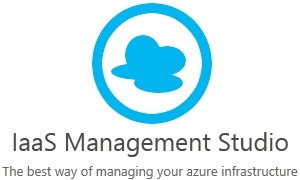 IaaS Management Studio
The best way of managing your azure infrastructure